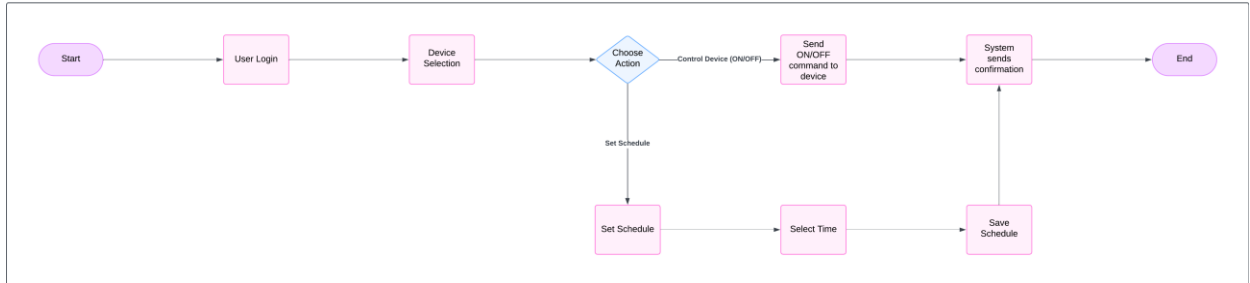 Start
User Login
Device
Selection
Choose
Action
Control Device (ON/OFF)
Send
ON/OFF
command to
device
System
sends
confirmation
End
Set Schedule
Set Schedule
Select Time
Save
Schedule